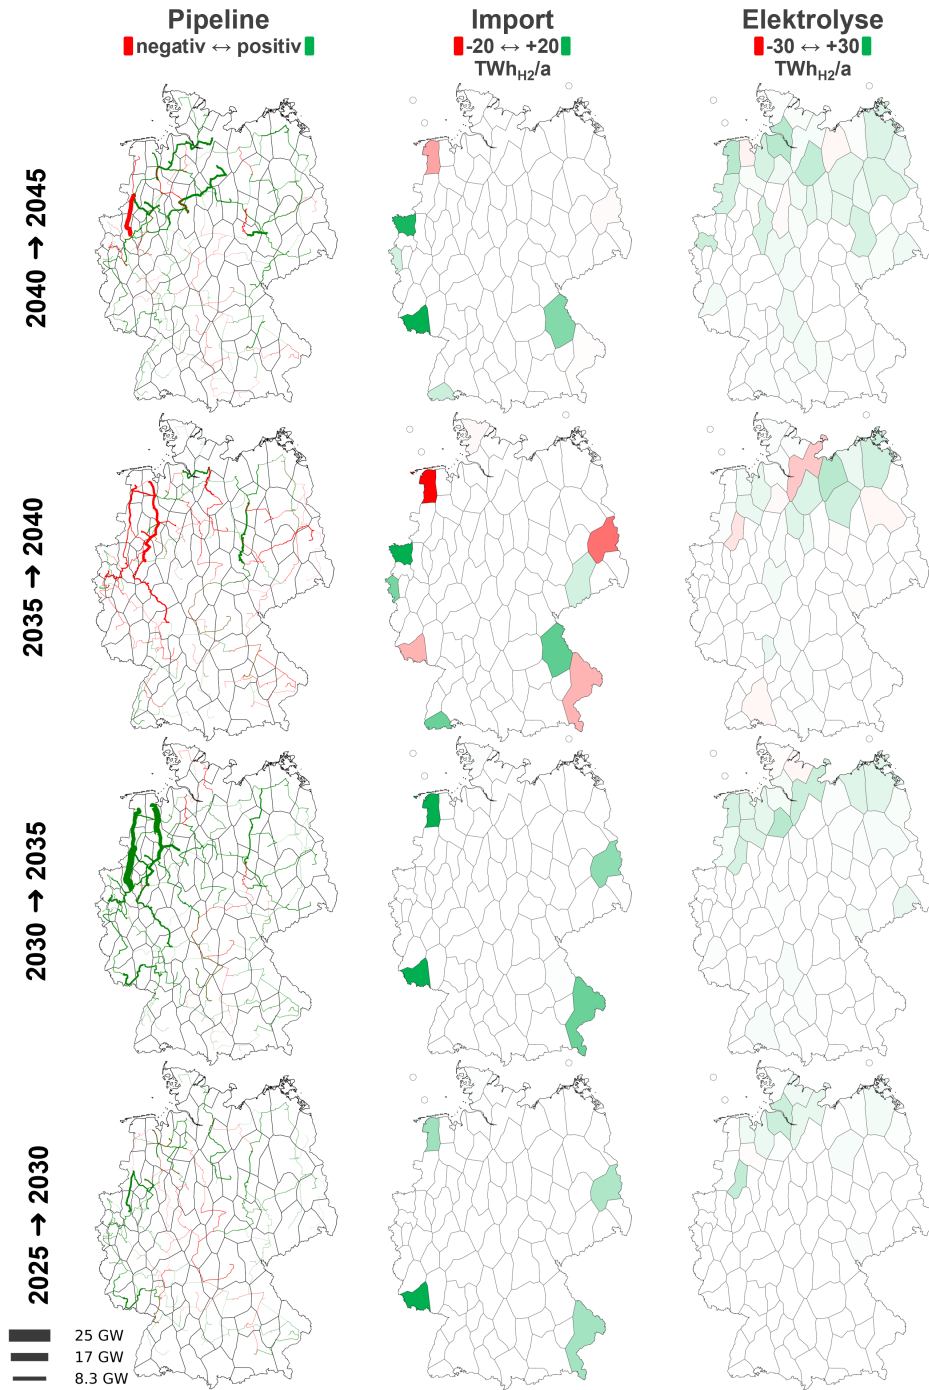 Pipeline
negativ ↔ positiv
Import
-20 ↔ +20
TWhH2/a
Elektrolyse
-30 ↔ +30
TWhH2/a
2040 ➔ 2045
2035 ➔ 2040
2030 ➔ 2035
2025 ➔ 2030
25 GW
17 GW
8.3 GW